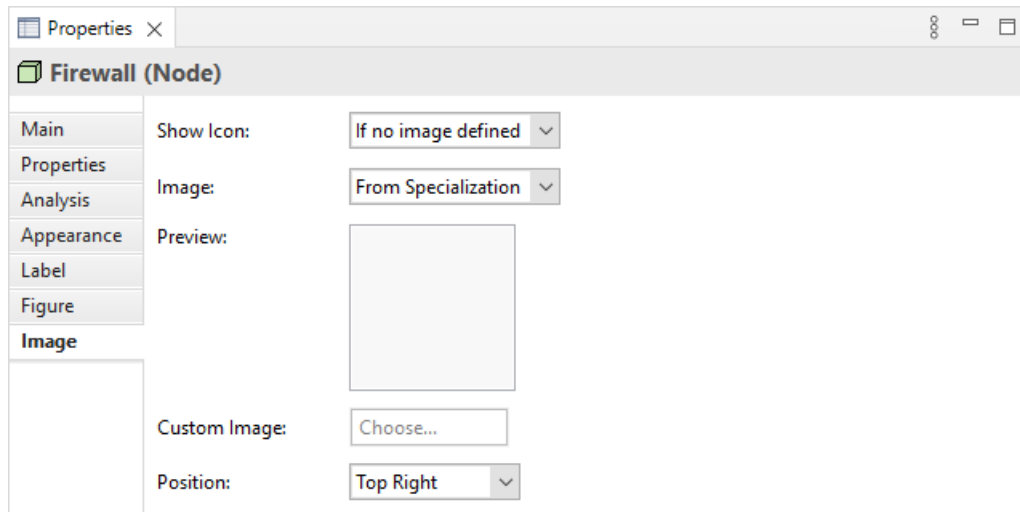 Properties
Firewall (Node)
Main
Properties
Analysis
Appearance
Label
Figure
Image
Show Icon: If no image defined
Image: From Specialization
Preview:
Custom Image: Choose...
Position: Top Right